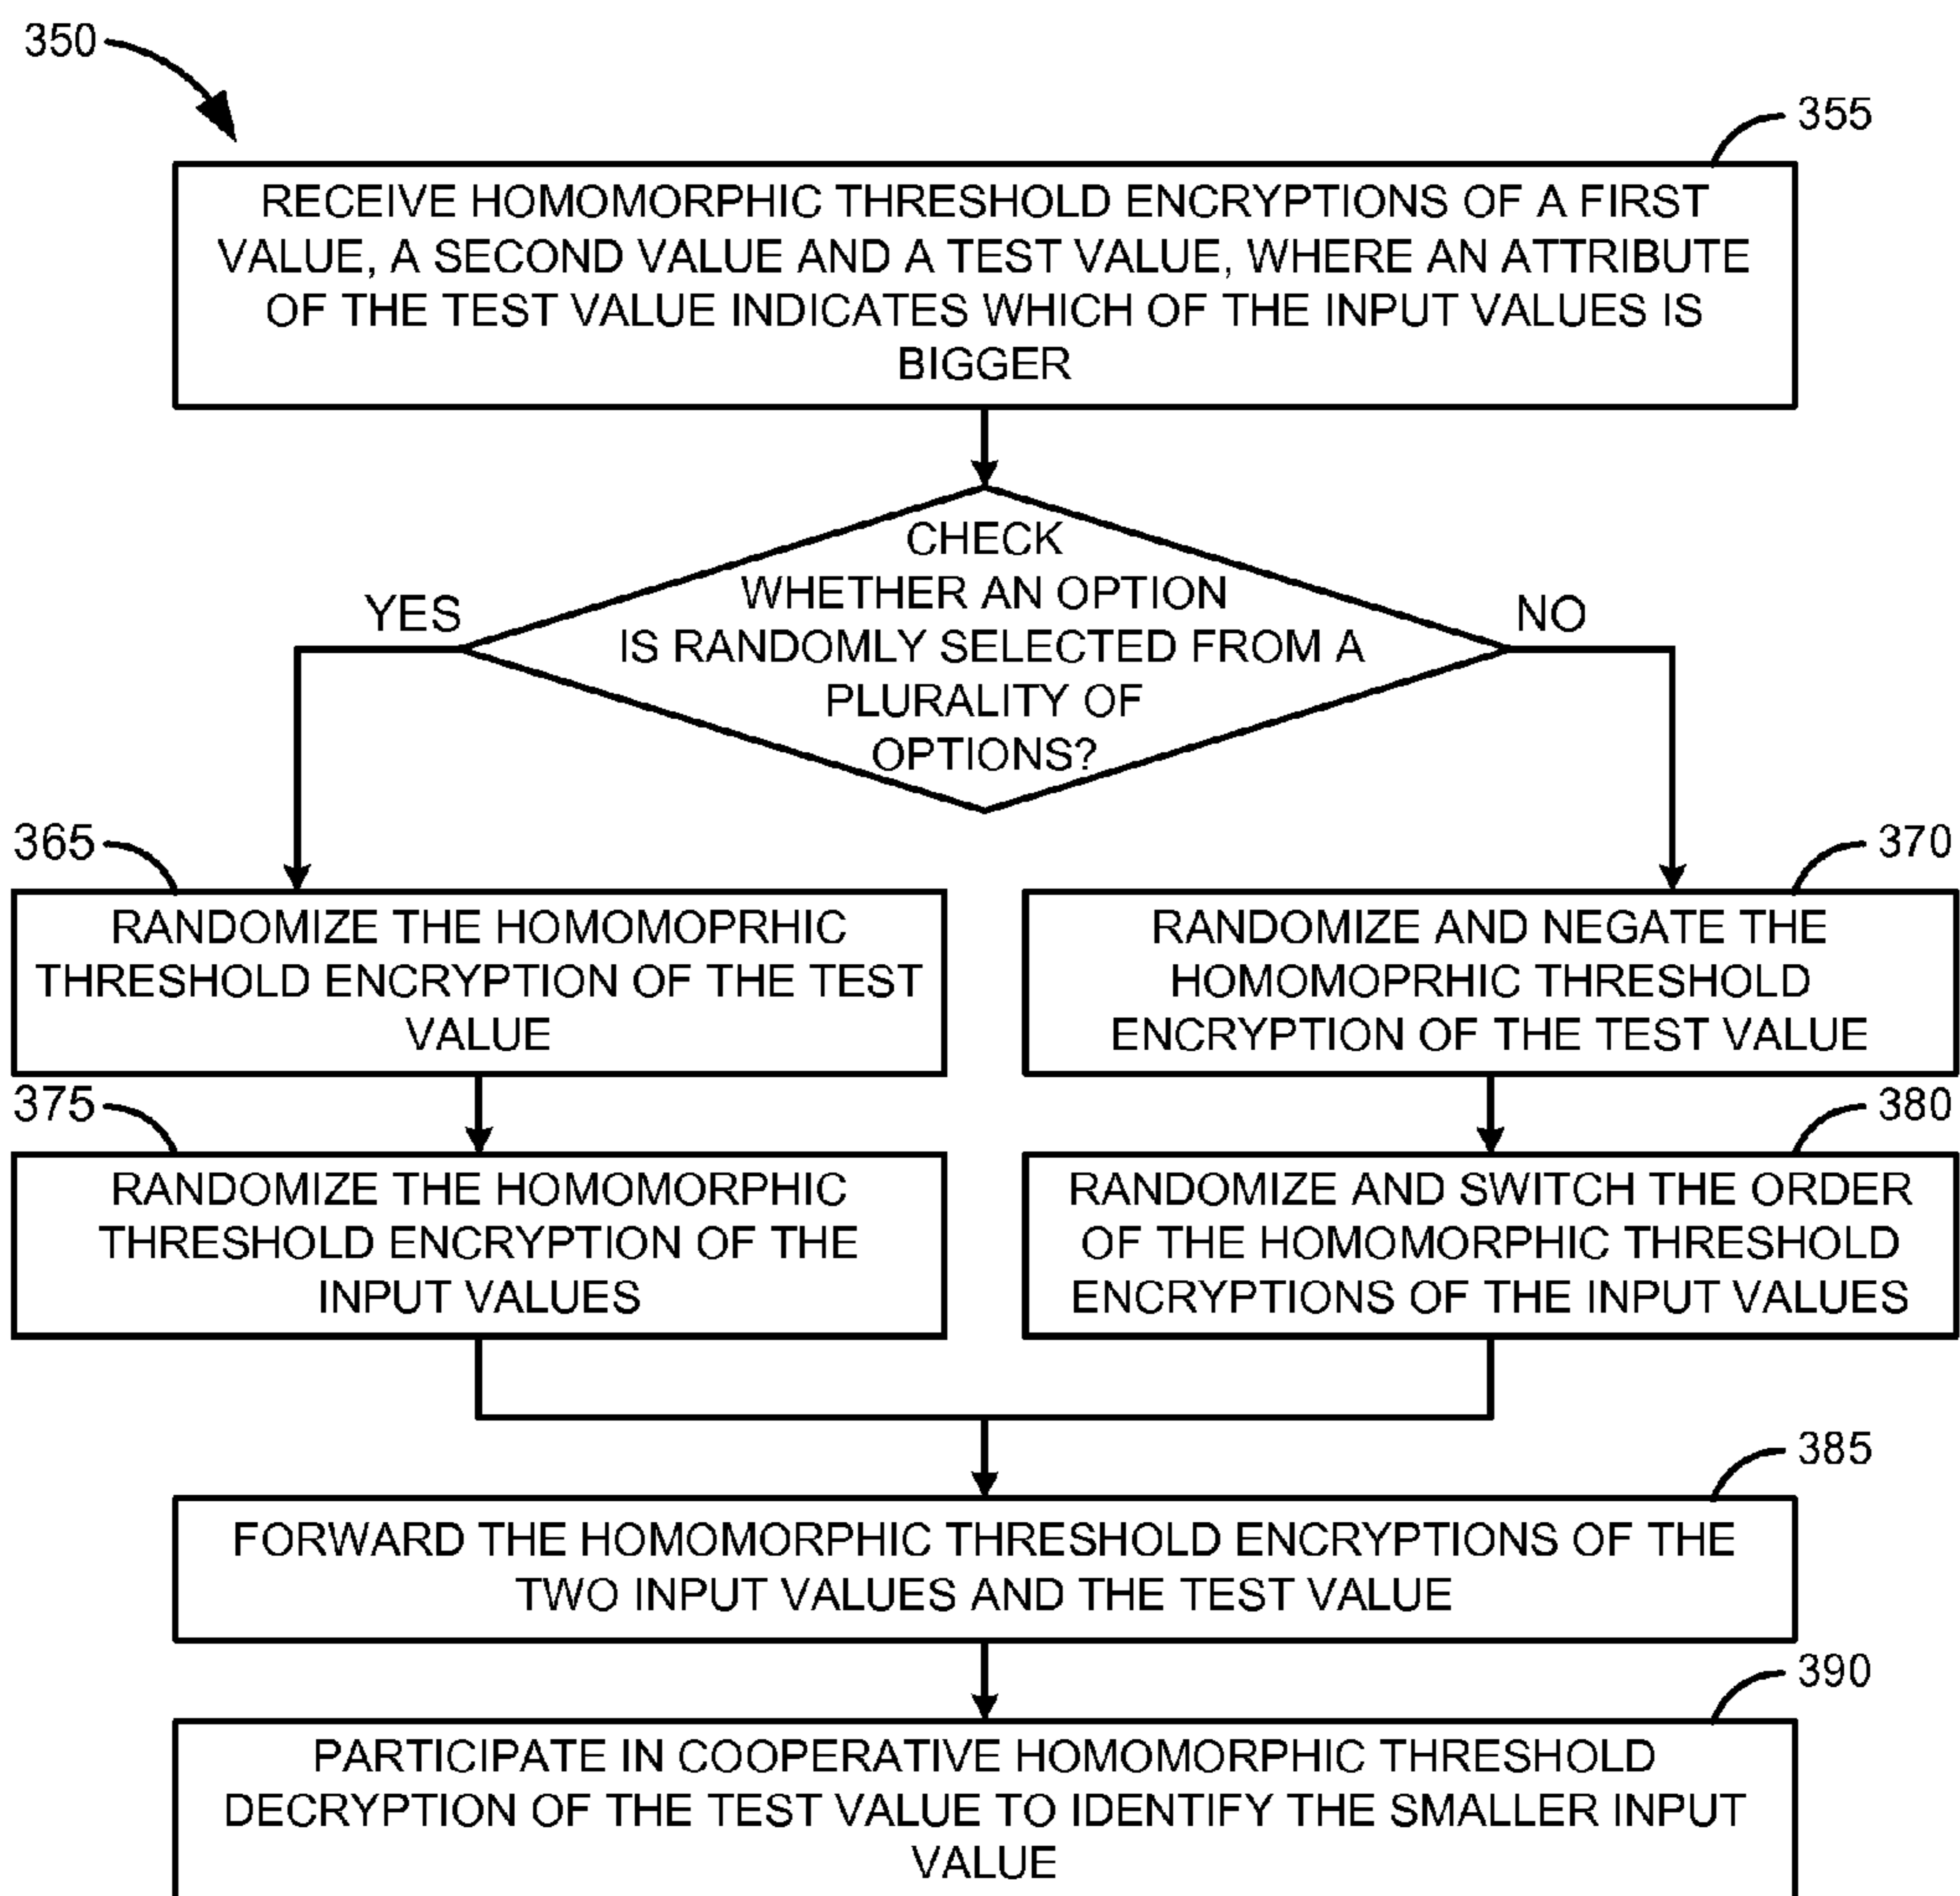 350
355
RECEIVE HOMOMORPHIC THRESHOLD ENCRYPTIONS OF A FIRST
VALUE, A SECOND VALUE AND A TEST VALUE, WHERE AN ATTRIBUTE
OF THE TEST VALUE INDICATES WHICH OF THE INPUT VALUES IS
BIGGER
CHECK
WHETHER AN OPTION
IS RANDOMLY SELECTED FROM A
PLURALITY OF
OPTIONS?
YES
NO
365
RANDOMIZE THE HOMOMOPRHIC
THRESHOLD ENCRYPTION OF THE TEST
VALUE
370
RANDOMIZE AND NEGATE THE
HOMOMOPRHIC THRESHOLD
ENCRYPTION OF THE TEST VALUE
375
RANDOMIZE THE HOMOMORPHIC
THRESHOLD ENCRYPTION OF THE
INPUT VALUES
380
RANDOMIZE AND SWITCH THE ORDER
OF THE HOMOMORPHIC THRESHOLD
ENCRYPTIONS OF THE INPUT VALUES
385
FORWARD THE HOMOMORPHIC THRESHOLD ENCRYPTIONS OF THE
TWO INPUT VALUES AND THE TEST VALUE
390
PARTICIPATE IN COOPERATIVE HOMOMORPHIC THRESHOLD
DECRYPTION OF THE TEST VALUE TO IDENTIFY THE SMALLER INPUT
VALUE